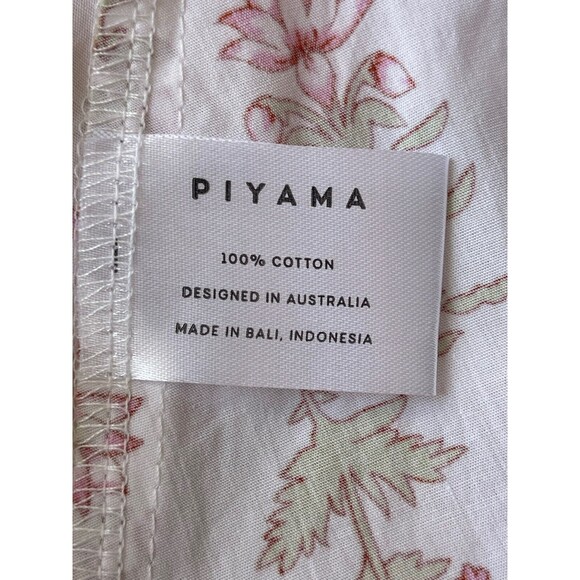 PIYAMA
100% COTTON
DESIGNED IN AUSTRALIA
MADE IN BALI, INDONESIA